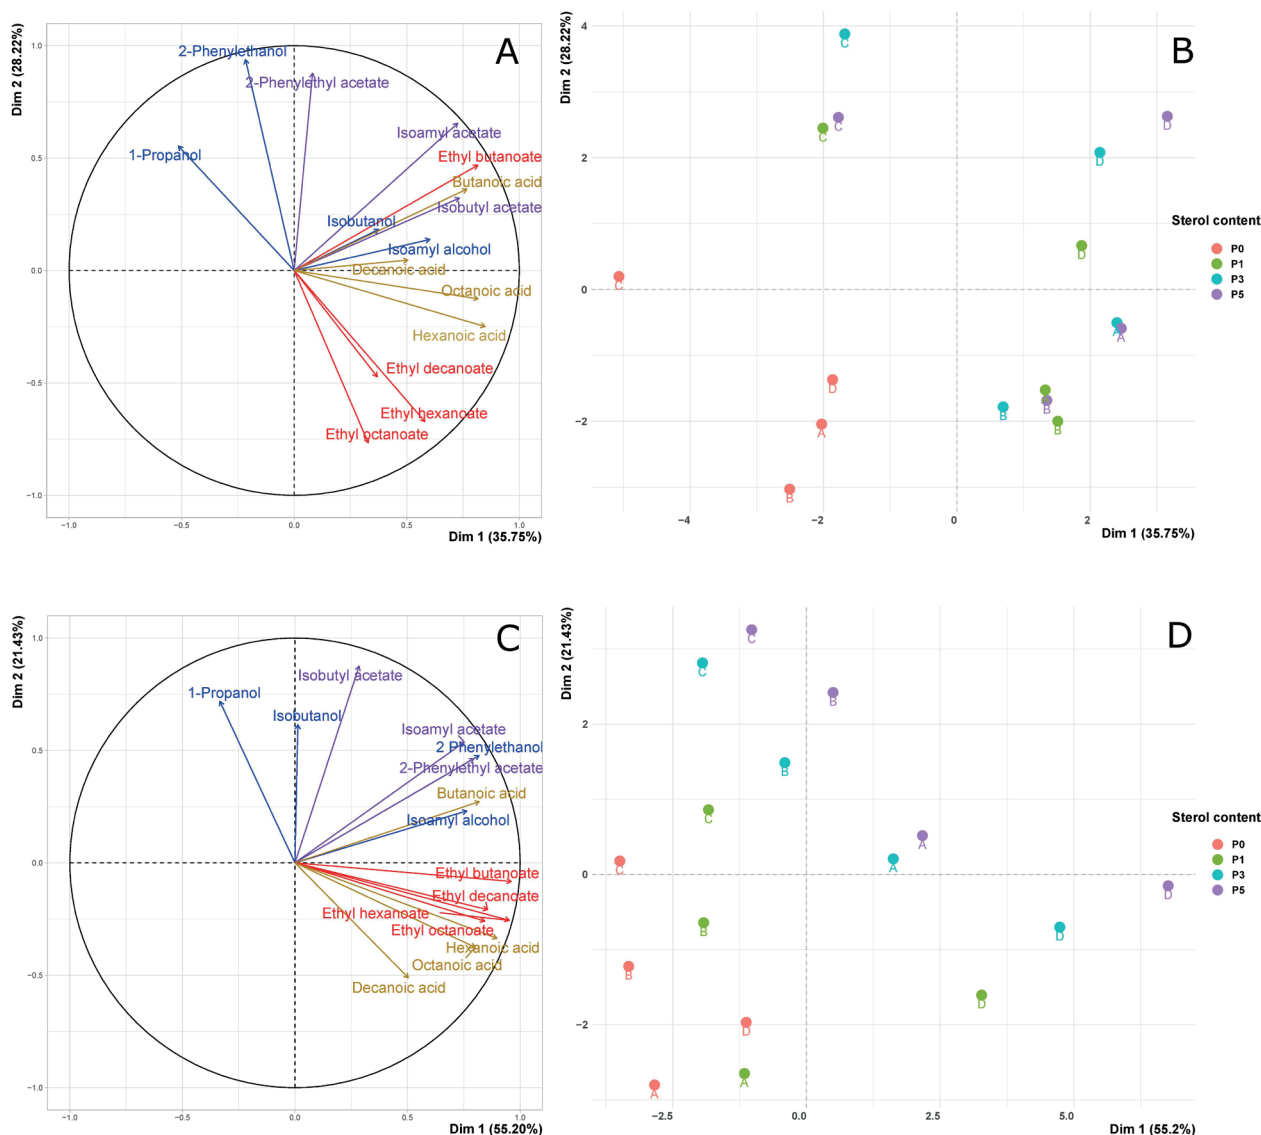 A
Dim 2 (28.22%)
1.0
0.5
0.0
−0.5
−1.0
2-Phenylethanol
2-Phenylethyl acetate
1-Propanol
Isoamyl acetate
Ethyl butanoate
Butanoic acid
Isobutyl acetate
Isobutanol
Isoamyl alcohol
Decanoic acid
Octanoic acid
Hexanoic acid
Ethyl decanoate
Ethyl hexanoate
Ethyl octanoate
−1.0 −0.5 0.0 0.5 1.0
Dim 1 (35.75%)
B
Dim 2 (28.22%)
4
2
0
−2
C
C
C
D
D
D
C
A
A
D
A
B
B
B
B
−4 −2 0 2
Dim 1 (35.75%)
Sterol content
P0
P1
P3
P5
C
Dim 2 (21.43%)
1.0
0.5
0.0
−0.5
−1.0
Isobutyl acetate
1-Propanol
Isobutanol
Isoamyl acetate
2 Phenylethanol
2-Phenylethyl acetate
Butanoic acid
Isoamyl alcohol
Ethyl butanoate
Ethyl decanoate
Ethyl hexanoate
Ethyl octanoate
Hexanoic acid
Octanoic acid
Decanoic acid
−1.0 −0.5 0.0 0.5 1.0
Dim 1 (55.20%)
D
Dim 2 (21.43%)
2
0
−2
C
C
B
B
C
A
A
C
D
B
D
B
D
D
A
A
−2.5 0.0 2.5 5.0
Dim 1 (55.2%)
Sterol content
P0
P1
P3
P5